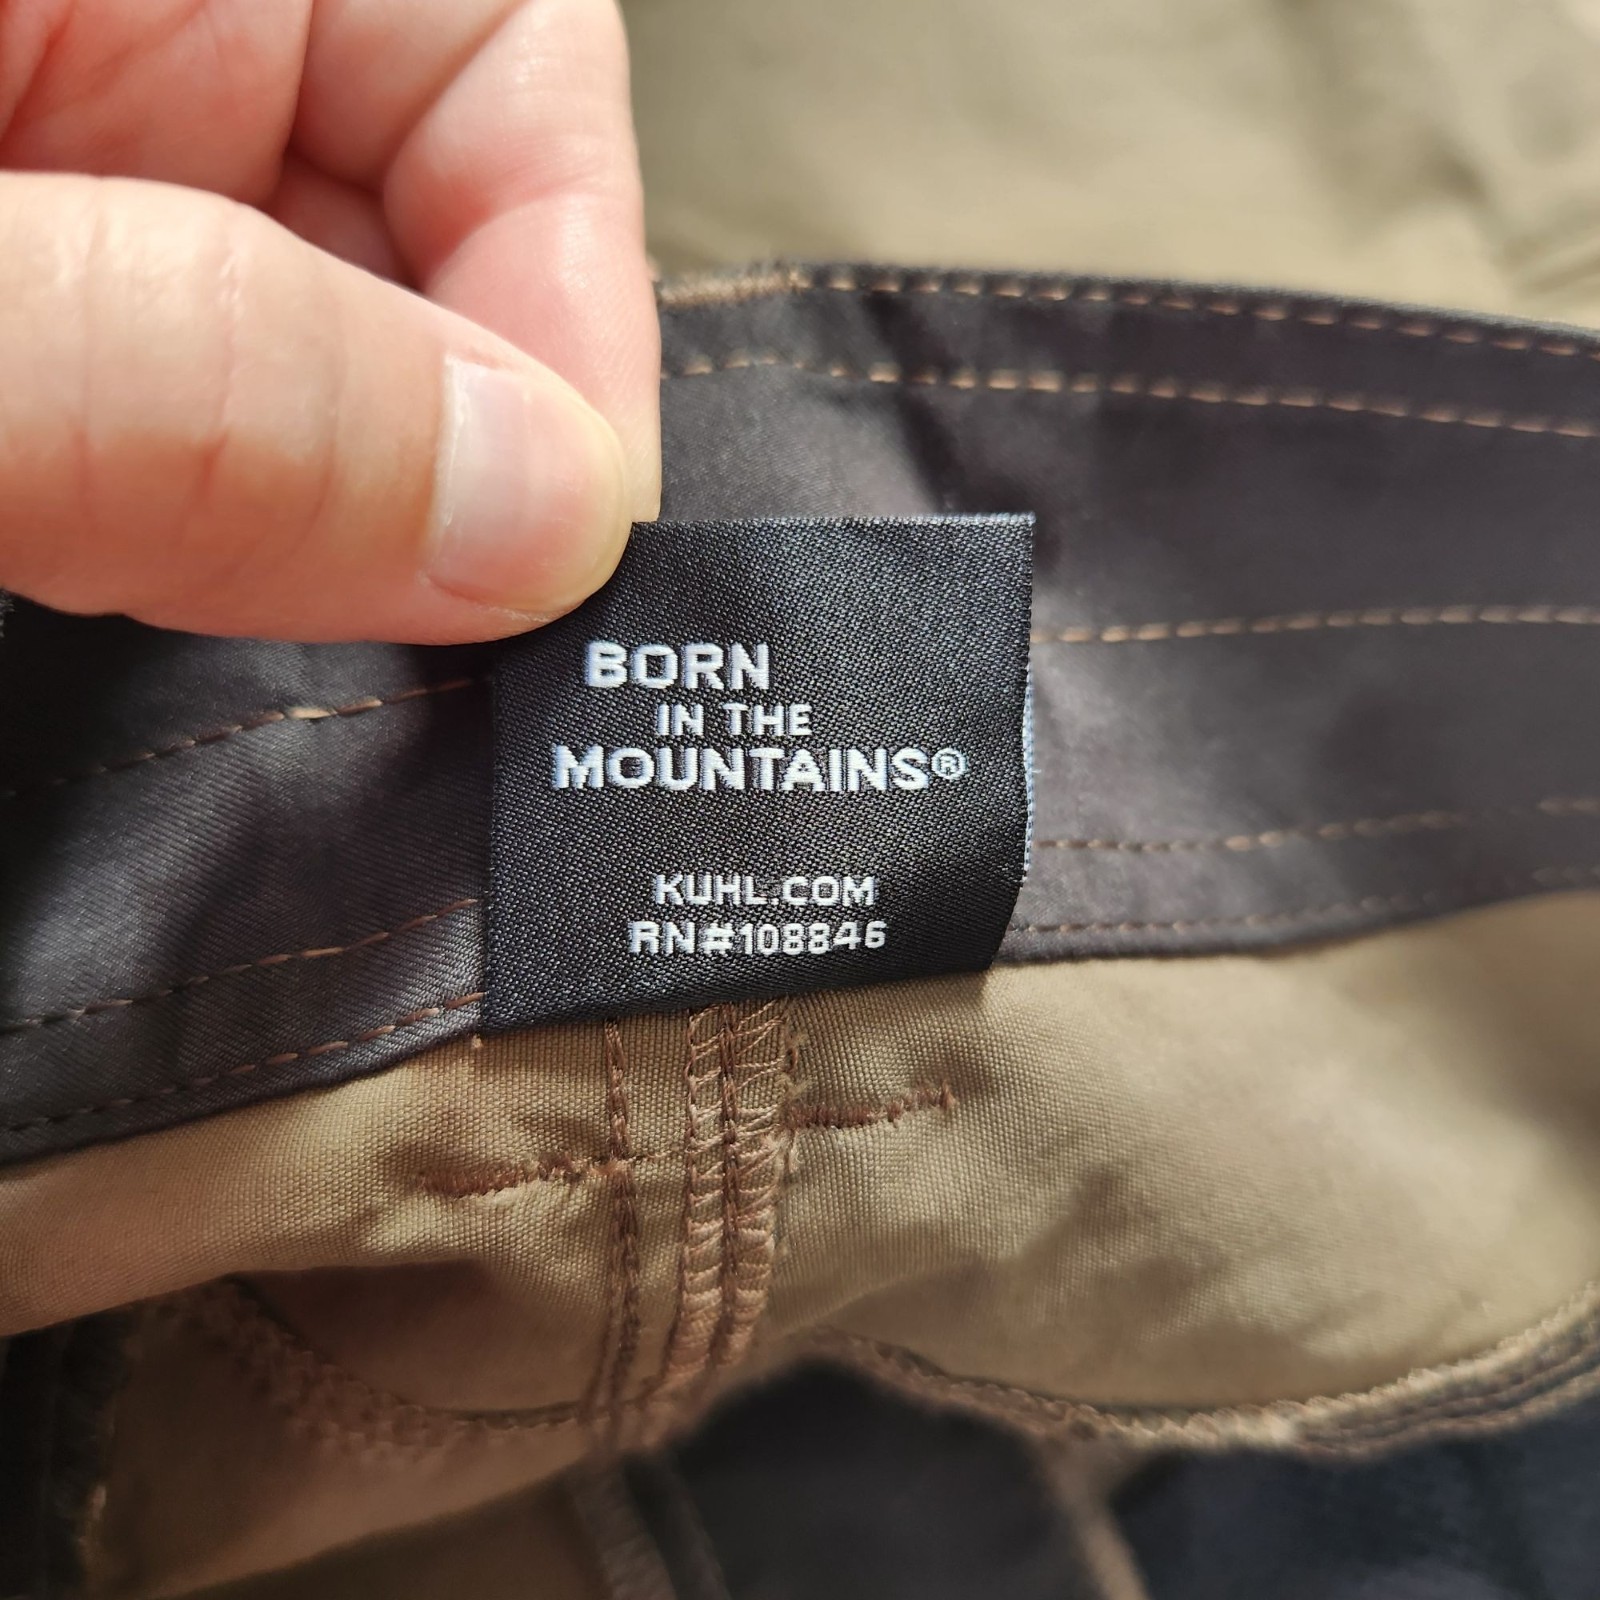 BORN
IN THE
MOUNTAINS®
KUHL.COM
RN#108846